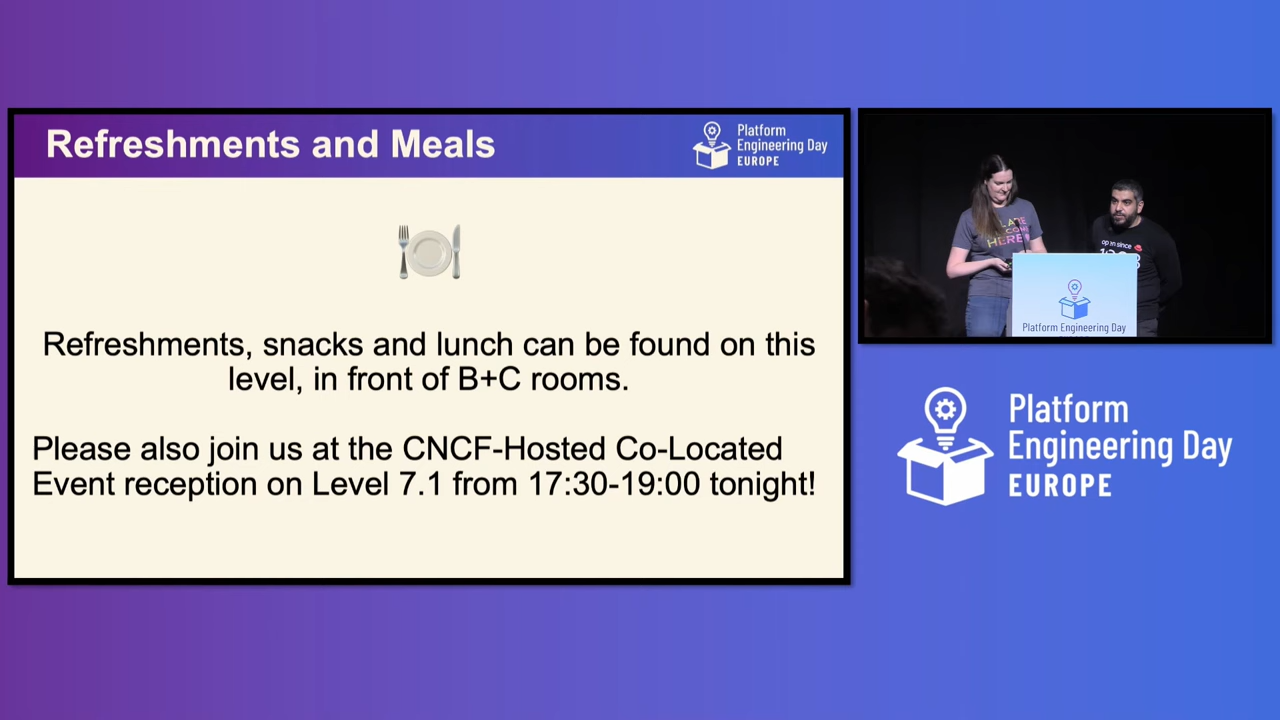 Refreshments and Meals
Platform
Engineering Day
EUROPE
Refreshments, snacks and lunch can be found on this
level, in front of B+C rooms.
Please also join us at the CNCF-Hosted Co-Located
Event reception on Level 7.1 from 17:30-19:00 tonight!
HERE
Platform Engineering Day
Platform
Engineering Day
EUROPE